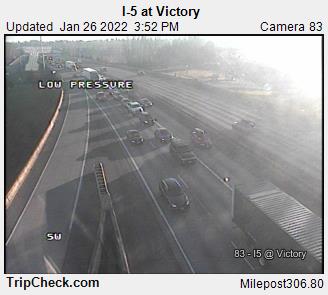 I-5 at Victory
Updated Jan 26 2022 3:52 PM Camera 83
LOW PRESSURE
SW
83 - I5 @ Victory
TripCheck.com Milepost306.80